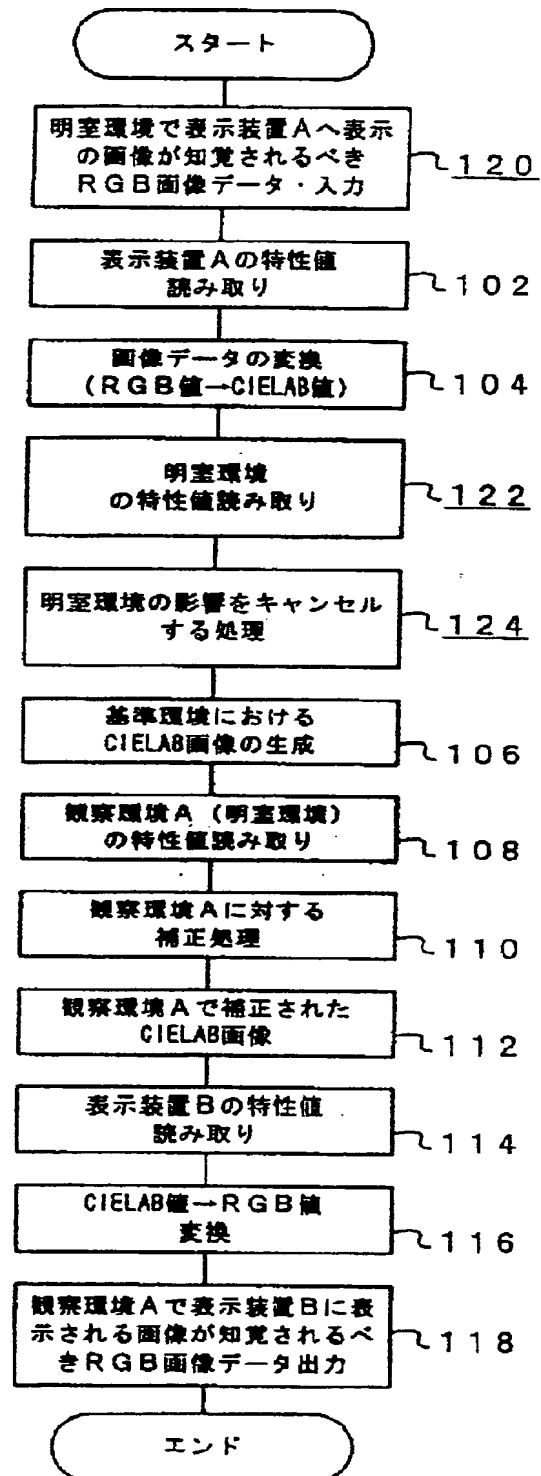 スタート
明室環境で表示装置Aへ表示
の画像が知覚されるべき
RGB画像データ・入力
120
表示装置Aの特性値
読み取り
102
画像データの変換
(RGB値→CIELAB値)
104
明室環境
の特性値読み取り
122
明室環境の影響をキャンセル
する処理
124
基準環境における
CIELAB画像の生成
106
観察環境A(明室環境)
の特性値読み取り
108
観察環境Aに対する
補正処理
110
観察環境Aで補正された
CIELAB画像
112
表示装置Bの特性値
読み取り
114
CIELAB値→RGB値
変換
116
観察環境Aで表示装置Bに表
示される画像が知覚されるべ
きRGB画像データ出力
118
エンド